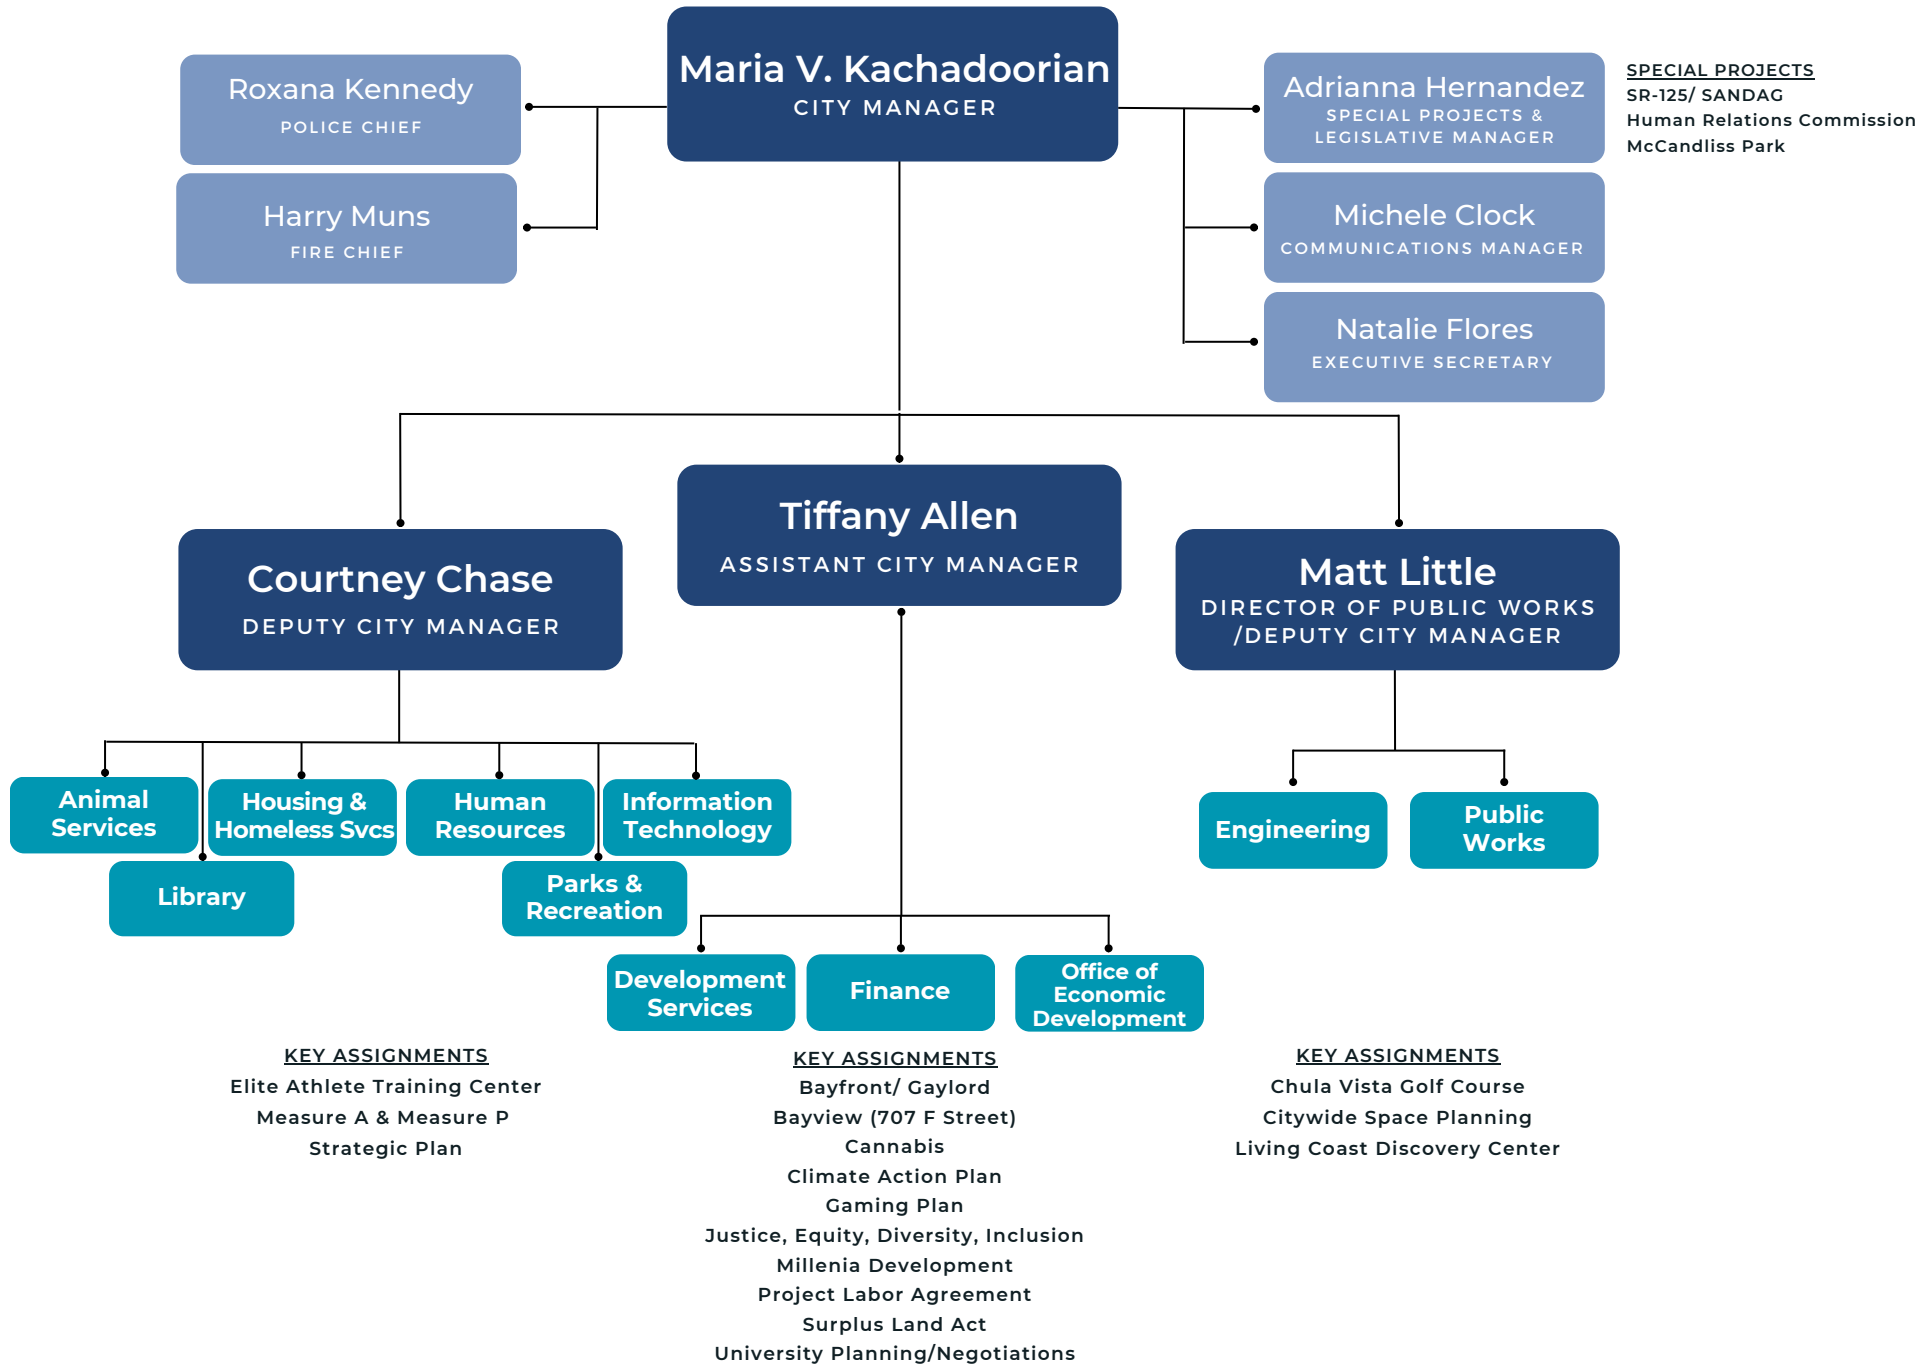 Maria V. Kachadoorian
CITY MANAGER
Roxana Kennedy
POLICE CHIEF
Harry Muns
FIRE CHIEF
Adrianna Hernandez
SPECIAL PROJECTS &
LEGISLATIVE MANAGER
SPECIAL PROJECTS
SR-125/ SANDAG
Human Relations Commission
McCandliss Park
Michele Clock
COMMUNICATIONS MANAGER
Natalie Flores
EXECUTIVE SECRETARY
Courtney Chase
DEPUTY CITY MANAGER
Tiffany Allen
ASSISTANT CITY MANAGER
Matt Little
DIRECTOR OF PUBLIC WORKS
/DEPUTY CITY MANAGER
Animal
Services
Housing &
Homeless Svcs
Human
Resources
Information
Technology
Library
Parks &
Recreation
Engineering
Public
Works
Development
Services
Finance
Office of
Economic
Development
KEY ASSIGNMENTS
Elite Athlete Training Center
Measure A & Measure P
Strategic Plan
KEY ASSIGNMENTS
Bayfront/ Gaylord
Bayview (707 F Street)
Cannabis
Climate Action Plan
Gaming Plan
Justice, Equity, Diversity, Inclusion
Millenia Development
Project Labor Agreement
Surplus Land Act
University Planning/Negotiations
KEY ASSIGNMENTS
Chula Vista Golf Course
Citywide Space Planning
Living Coast Discovery Center